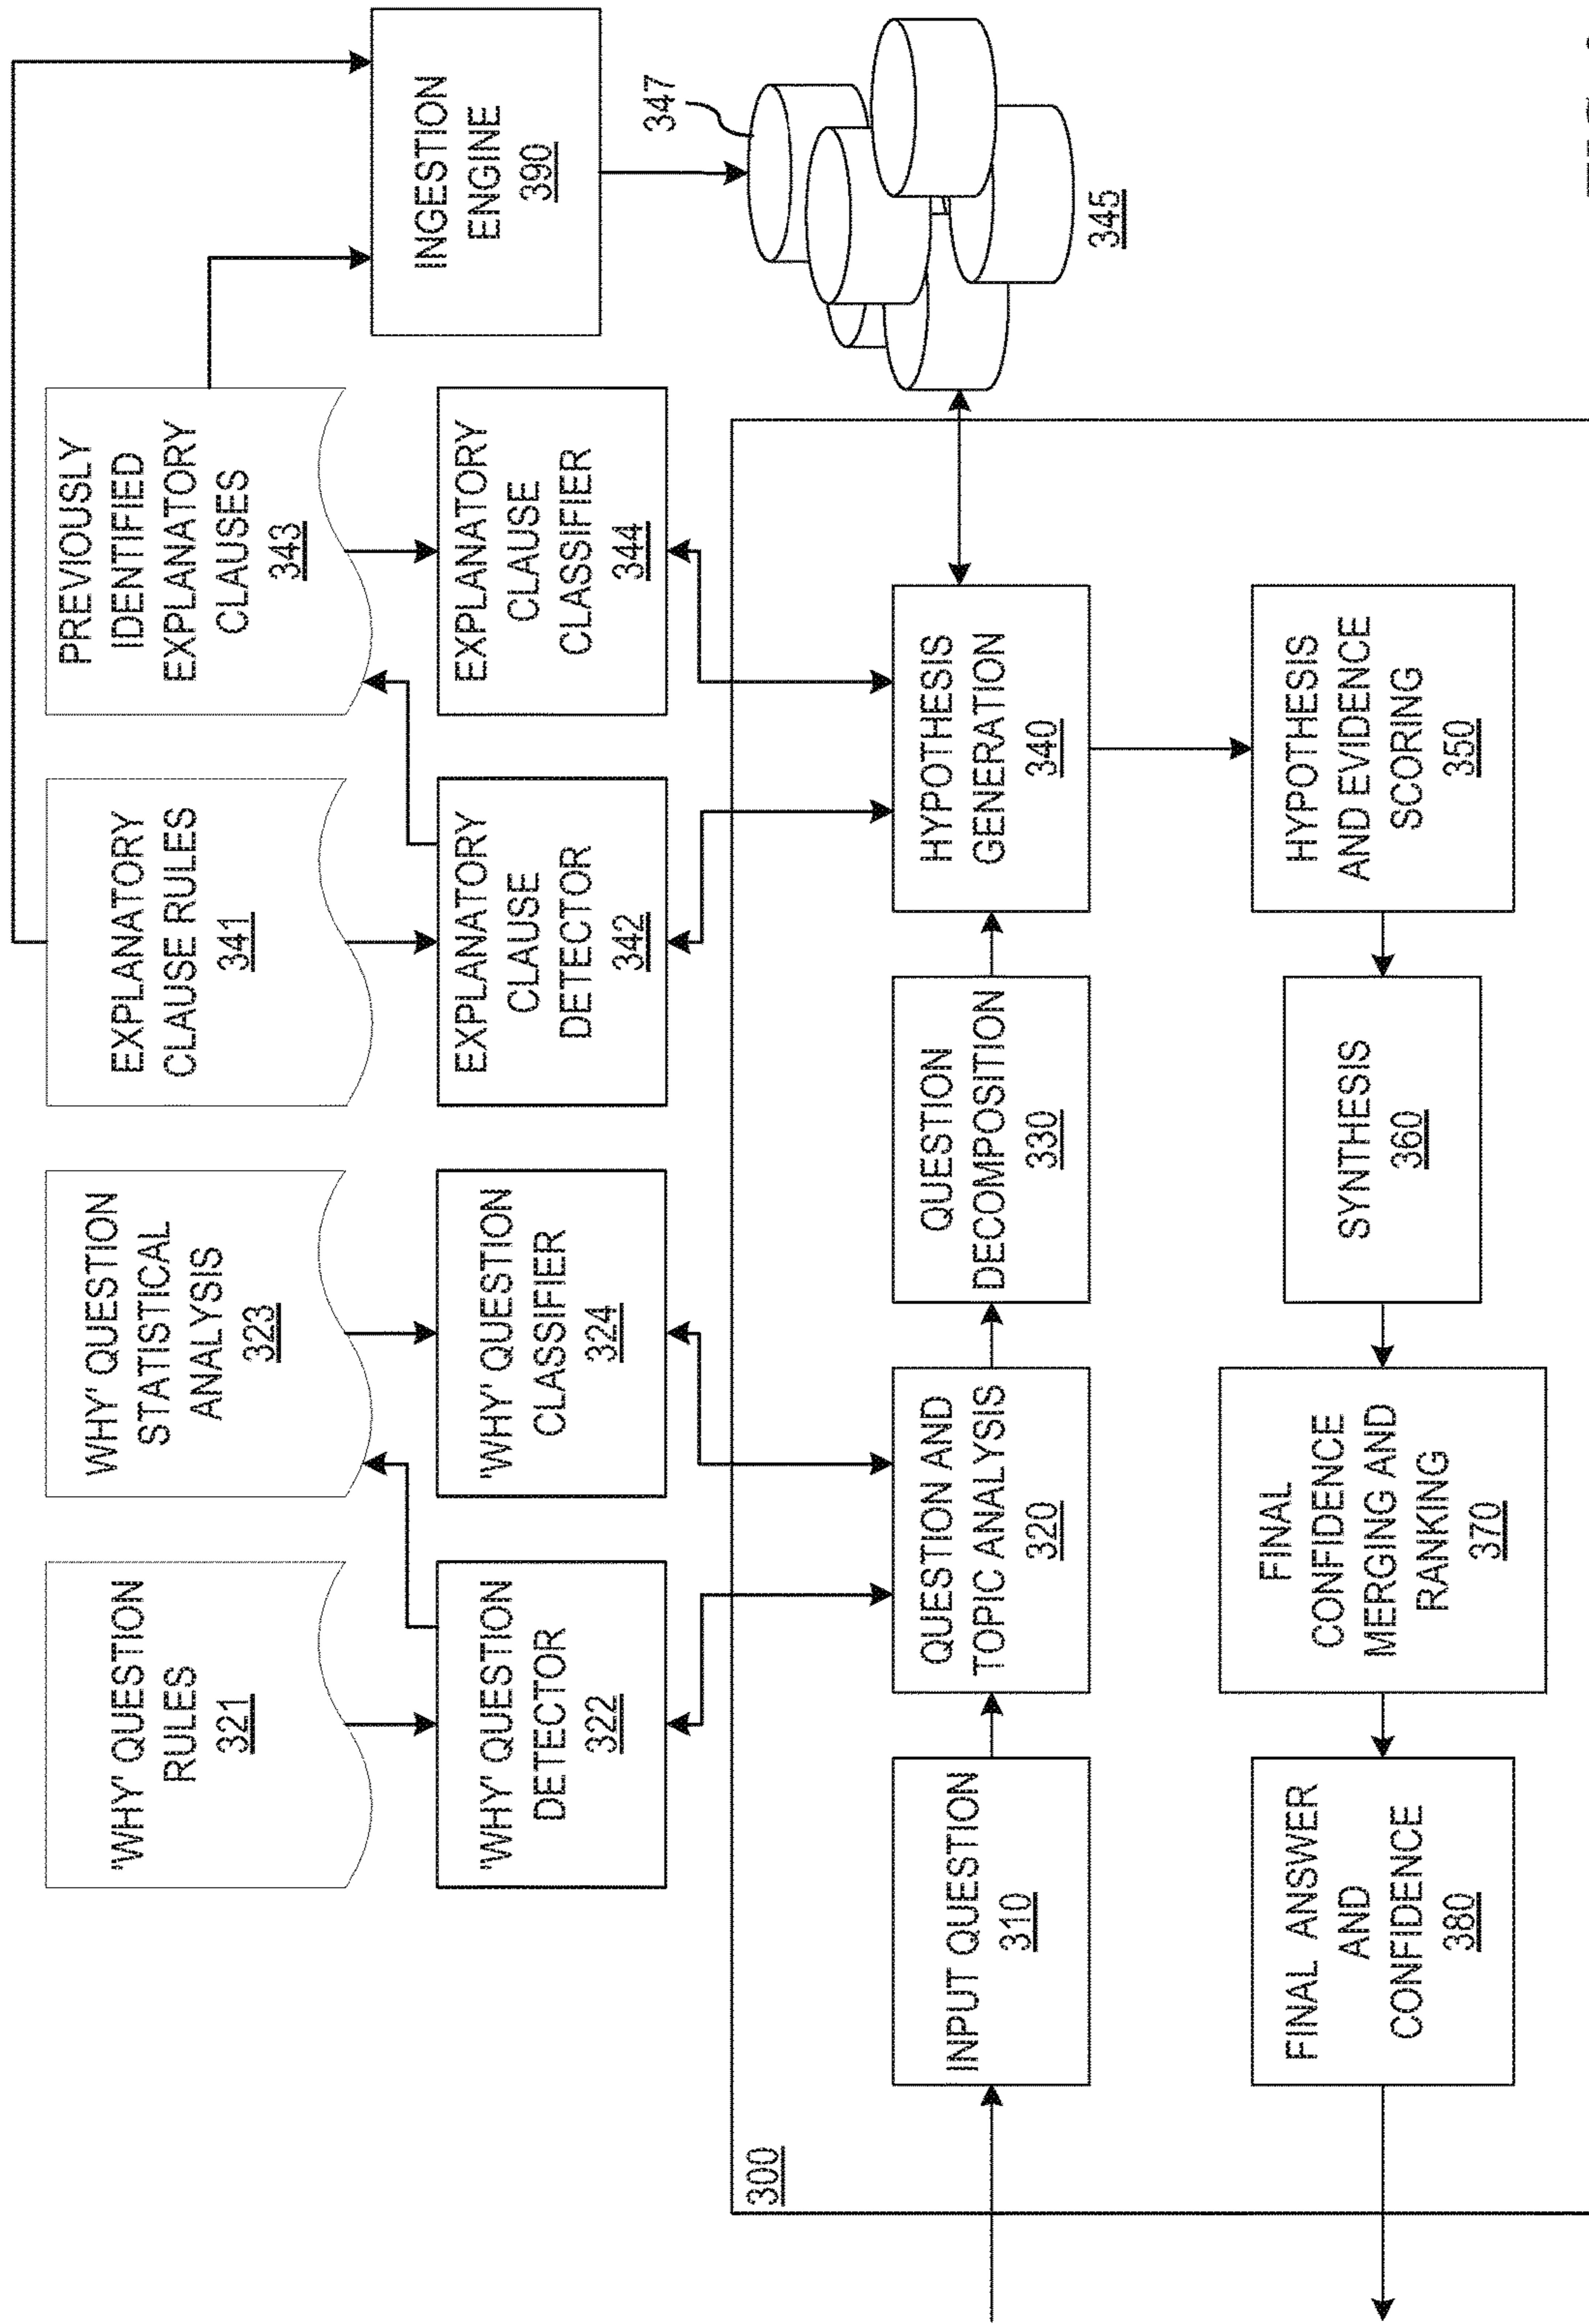 'WHY' QUESTION
RULES
321
WHY' QUESTION
STATISTICAL
ANALYSIS
323
EXPLANATORY
CLAUSE RULES
341
PREVIOUSLY
IDENTIFIED
EXPLANATORY
CLAUSES
343
'WHY' QUESTION
DETECTOR
322
'WHY' QUESTION
CLASSIFIER
324
EXPLANATORY
CLAUSE
DETECTOR
342
EXPLANATORY
CLAUSE
CLASSIFIER
344
INGESTION
ENGINE
390
347
345
300
INPUT QUESTION
310
QUESTION AND
TOPIC ANALYSIS
320
QUESTION
DECOMPOSITION
330
HYPOTHESIS
GENERATION
340
FINAL ANSWER
AND
CONFIDENCE
380
FINAL
CONFIDENCE
MERGING AND
RANKING
370
SYNTHESIS
360
HYPOTHESIS
AND EVIDENCE
SCORING
350